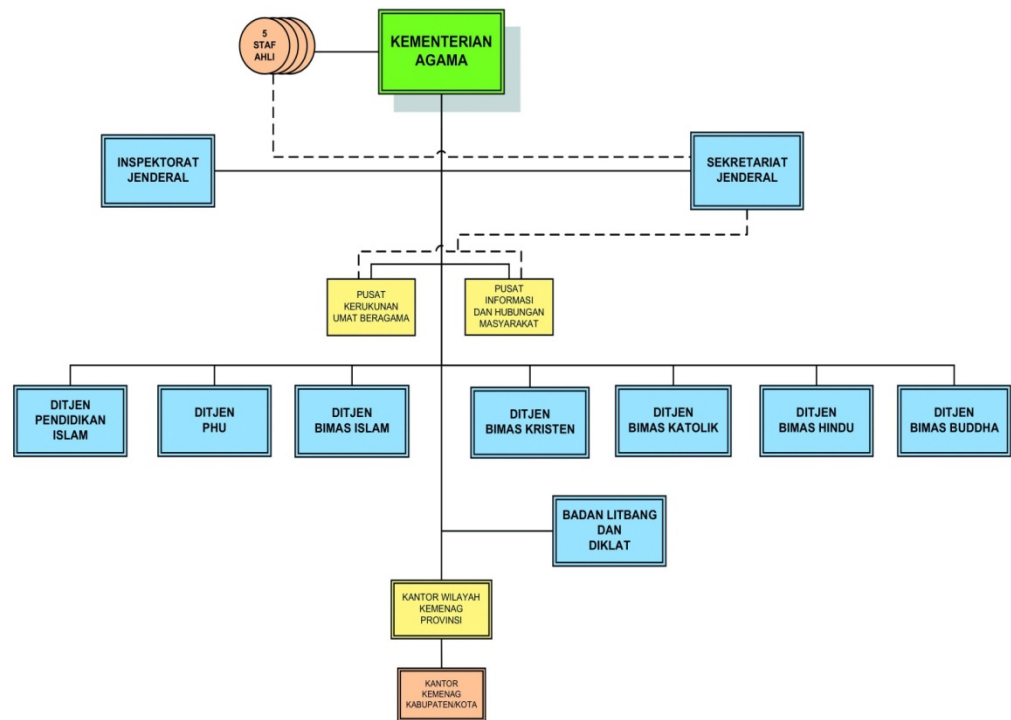 5
STAF
AHLI
KEMENTERIAN
AGAMA
INSPEKTORAT
JENDERAL
SEKRETARIAT
JENDERAL
PUSAT
KERUKUNAN
UMAT BERAGAMA
PUSAT
INFORMASI
DAN HUBUNGAN
MASYARAKAT
DITJEN
PENDIDIKAN
ISLAM
DITJEN
PHU
DITJEN
BIMAS ISLAM
DITJEN
BIMAS KRISTEN
DITJEN
BIMAS KATOLIK
DITJEN
BIMAS HINDU
DITJEN
BIMAS BUDDHA
BADAN LITBANG
DAN
DIKLAT
KANTOR WILAYAH
KEMENAG
PROVINSI
KANTOR
KEMENAG
KABUPATEN/KOTA